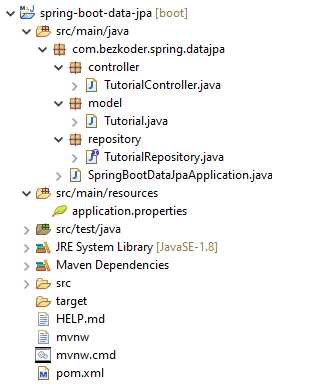 spring-boot-data-jpa [boot]
src/main/java
com.bezkoder.spring.datajpa
controller
TutorialController.java
model
Tutorial.java
repository
TutorialRepository.java
SpringBootDataJpaApplication.java
src/main/resources
application.properties
src/test/java
JRE System Library [JavaSE-1.8]
Maven Dependencies
src
target
HELP.md
mvnw
mvnw.cmd
pom.xml